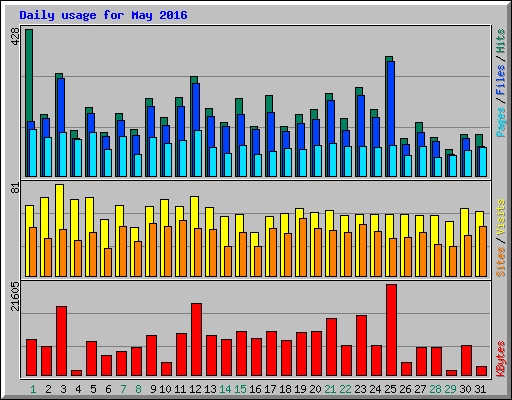 Daily usage for May 2016
428
Pages / Files / Hits
81
Sites / Visits
21605
KBytes
1 2 3 4 5 6 7 8 9 10 11 12 13 14 15 16 17 18 19 20 21 22 23 24 25 26 27 28 29 30 31